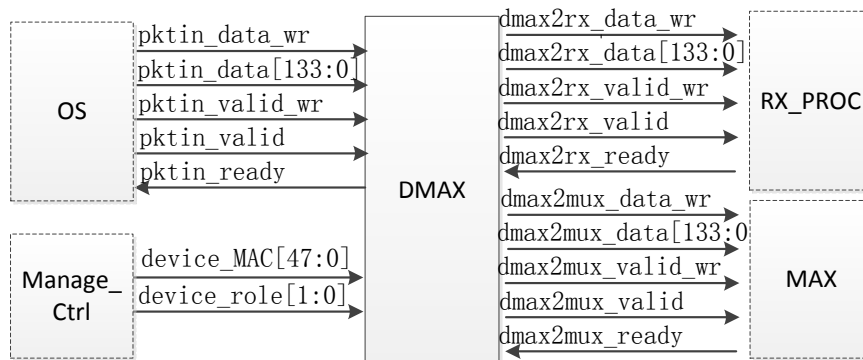 OS
pktin_data_wr
pktin_data[133:0]
pktin_valid_wr
pktin_valid
pktin_ready
Manage_
Ctrl
device_MAC[47:0]
device_role[1:0]
DMAX
dmax2rx_data_wr
dmax2rx_data[133:0]
dmax2rx_valid_wr
dmax2rx_valid
dmax2rx_ready
RX_PROC
dmax2mux_data_wr
dmax2mux_data[133:0
dmax2mux_valid_wr
dmax2mux_valid
dmax2mux_ready
MAX